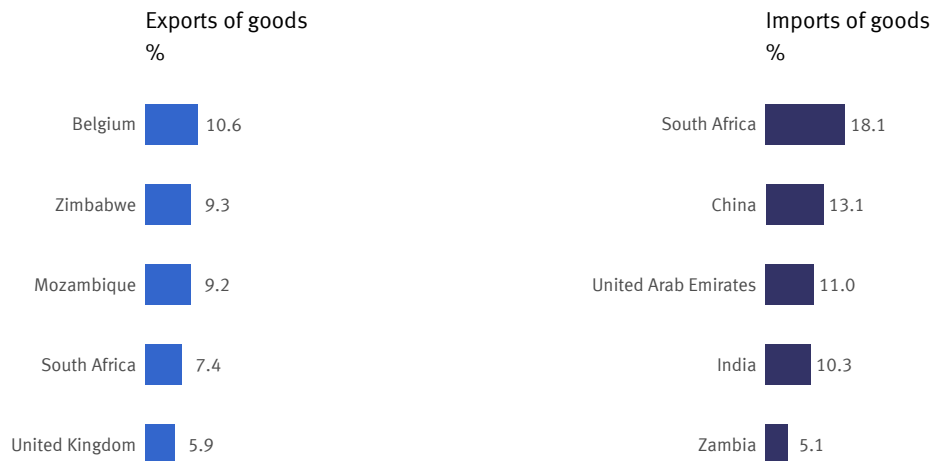 Exports of goods
%
Belgium 10.6
Zimbabwe 9.3
Mozambique 9.2
South Africa 7.4
United Kingdom 5.9
Imports of goods
%
South Africa 18.1
China 13.1
United Arab Emirates 11.0
India 10.3
Zambia 5.1